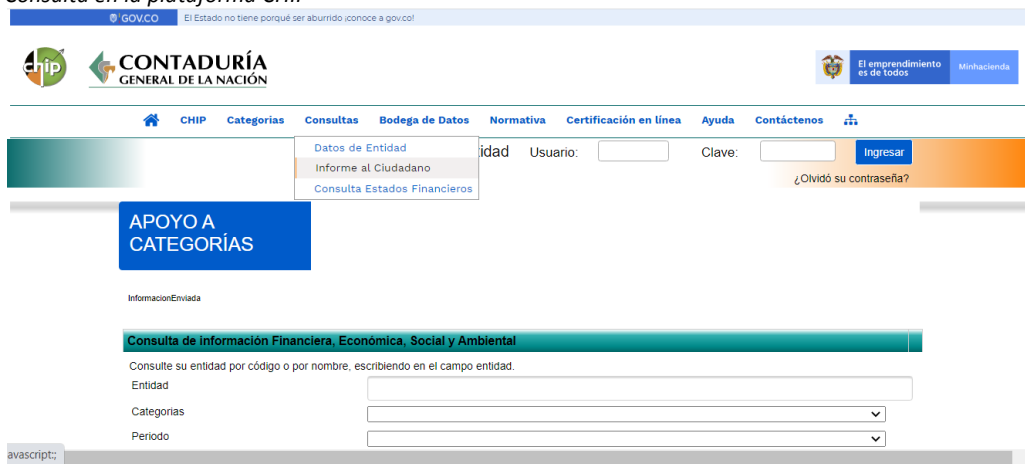 GOV.CO El Estado no tiene porqué ser aburrido ¡conoce a gov.co!
chip
CONTADURÍA
GENERAL DE LA NACIÓN
El emprendimiento
es de todos
Minhacienda
CHIP Categorias Consultas Bodega de Datos Normativa Certificación en línea Ayuda Contáctenos
Datos de Entidad
Informe al Ciudadano
Consulta Estados Financieros
idad Usuario: Clave: Ingresar
¿Olvidó su contraseña?
APOYO A
CATEGORÍAS
InformacionEnviada
Consulta de información Financiera, Económica, Social y Ambiental
Consulte su entidad por código o por nombre, escribiendo en el campo entidad.
Entidad
Categorias
Periodo
avascript:;